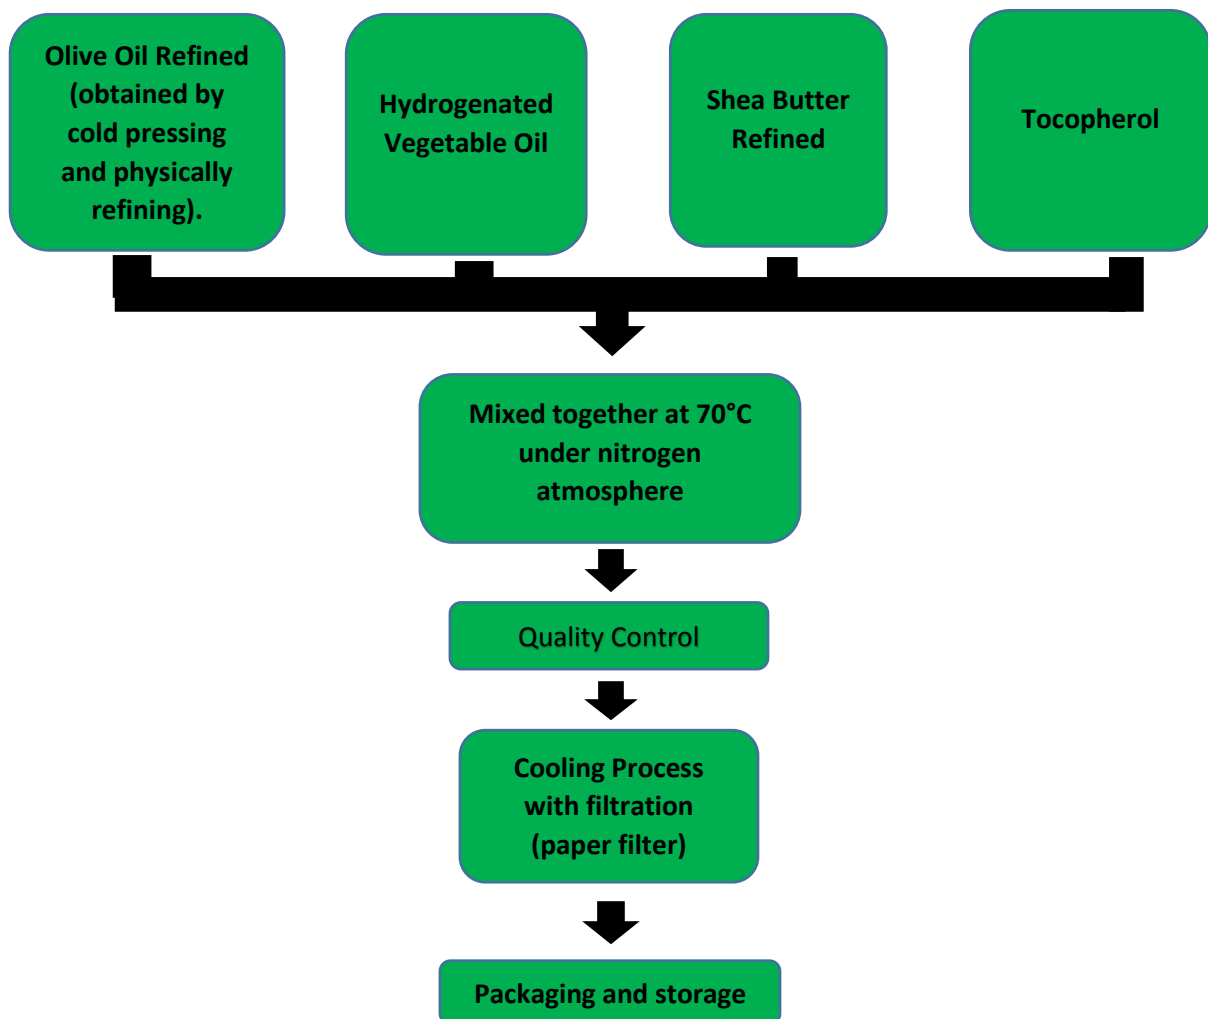 Olive Oil Refined
(obtained by
cold pressing
and physically
refining).
Hydrogenated
Vegetable Oil
Shea Butter
Refined
Tocopherol
Mixed together at 70°C
under nitrogen
atmosphere
Quality Control
Cooling Process
with filtration
(paper filter)
Packaging and storage